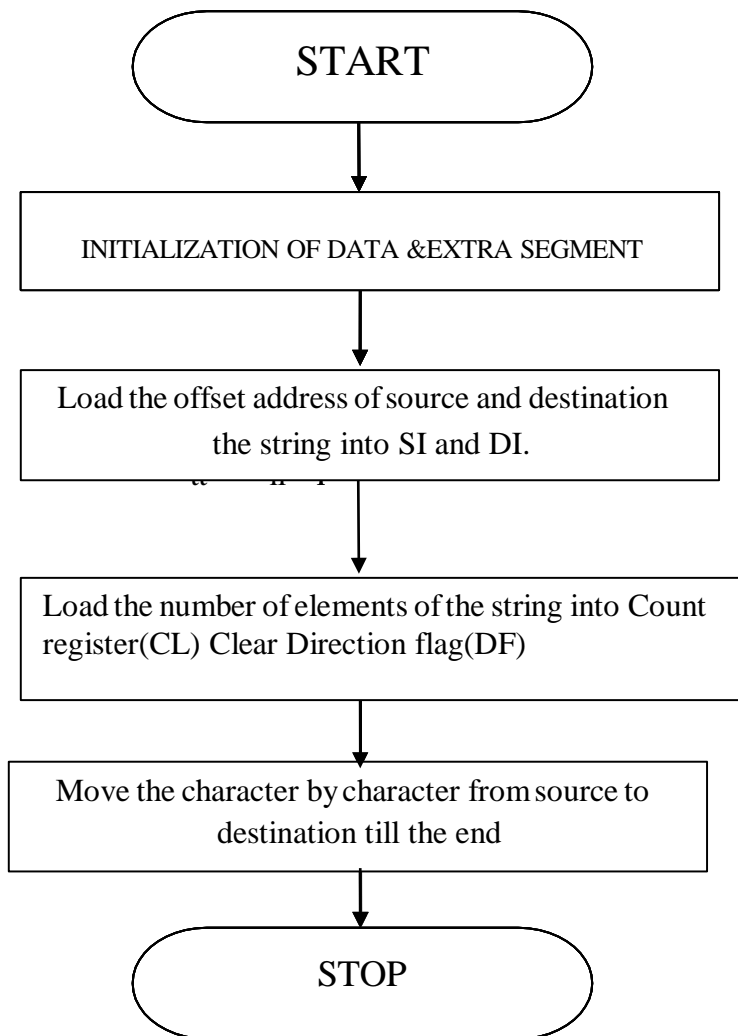 START
INITIALIZATION OF DATA &EXTRA SEGMENT
Load the offset address of source and destination
the string into SI and DI.
Load the number of elements of the string into Count
register(CL) Clear Direction flag(DF)
Move the character by character from source to
destination till the end
STOP